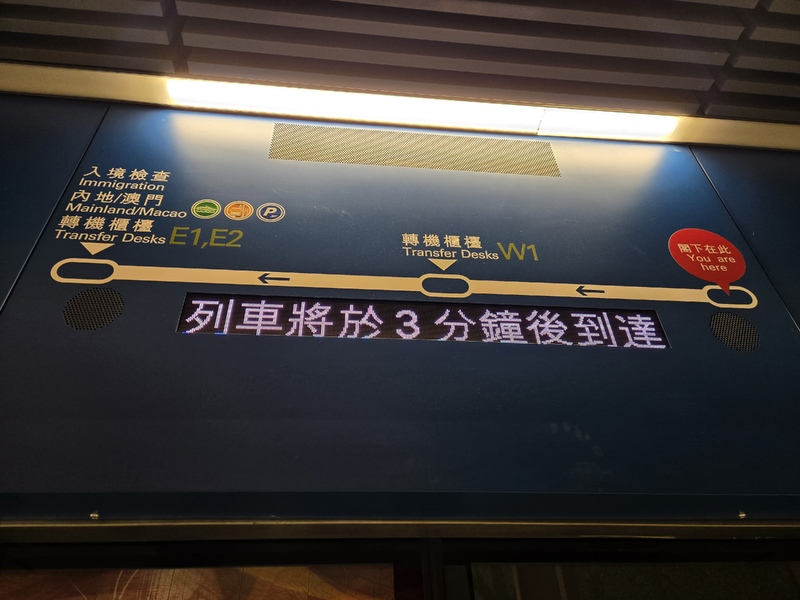 入境檢查
Immigration
內地/澳門
Mainland/Macao
轉機櫃檯
Transfer Desks E1,E2
轉機櫃檯
Transfer Desks W1
閣下在此
You are
here
列車將於 3 分鐘後到達